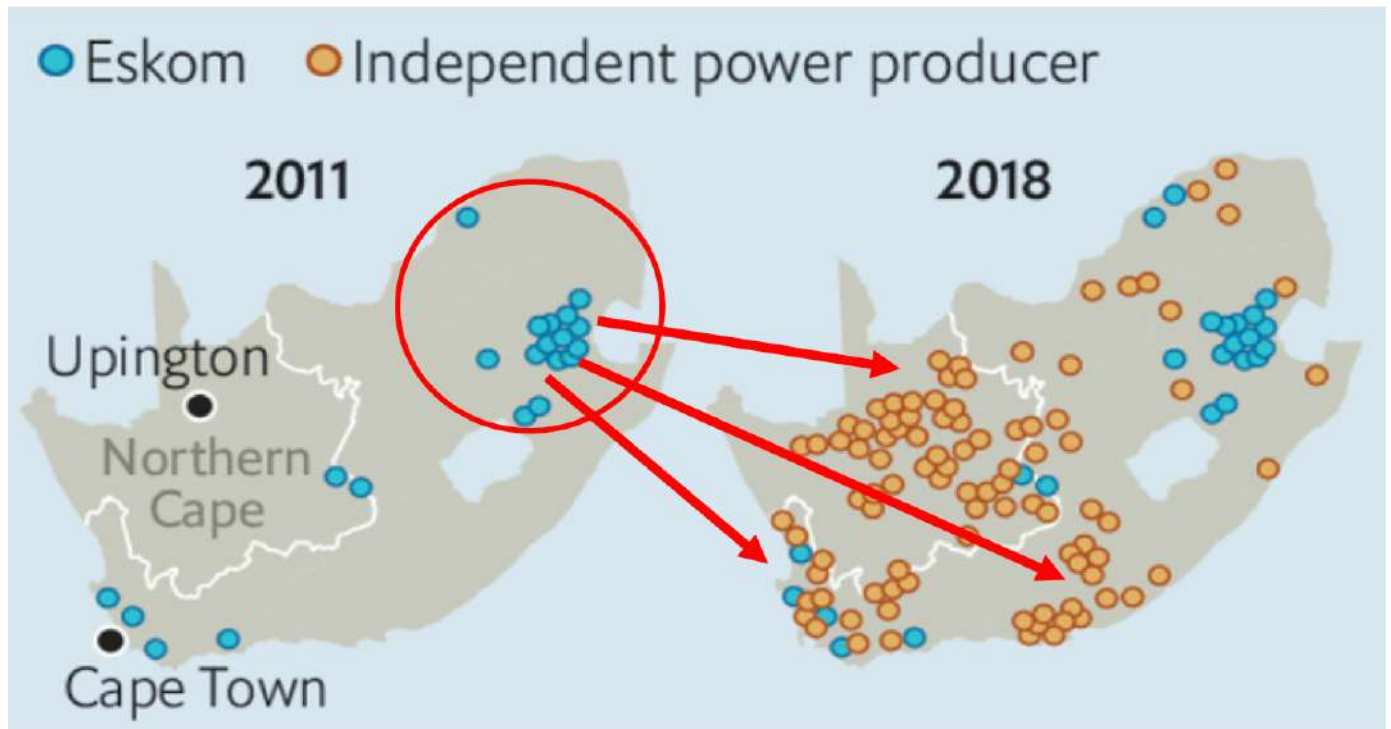 Eskom Independent power producer
2011
2018
Upington
Northern
Cape
Cape Town